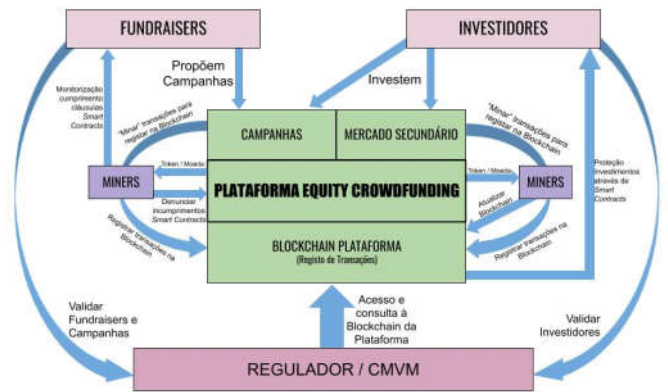 FUNDRAISERS
INVESTIDORES
Propõem
Campanhas
Investem
Monitorização
cumprimento
cláusulas
Smart
Contracts
"Minar" transações para
registar na Blockchain
CAMPANHAS
MERCADO SECUNDÁRIO
"Minar" transações para
registar na Blockchain
Proteção
investimentos
através de
Smart
Contracts
MINERS
Token / Moeda
PLATAFORMA EQUITY CROWDFUNDING
Token / Moeda
MINERS
Denunciar
incumprimentos
Smart Contracts
Atualizar
Blockchain
Registrar transações na
Blockchain
BLOCKCHAIN PLATAFORMA
(Registo de Transações)
Registrar transações na
Blockchain
Validar
Fundraisers e
Campanhas
Acesso e
consulta à
Blockchain da
Plataforma
Validar
Investidores
REGULADOR / CMVM